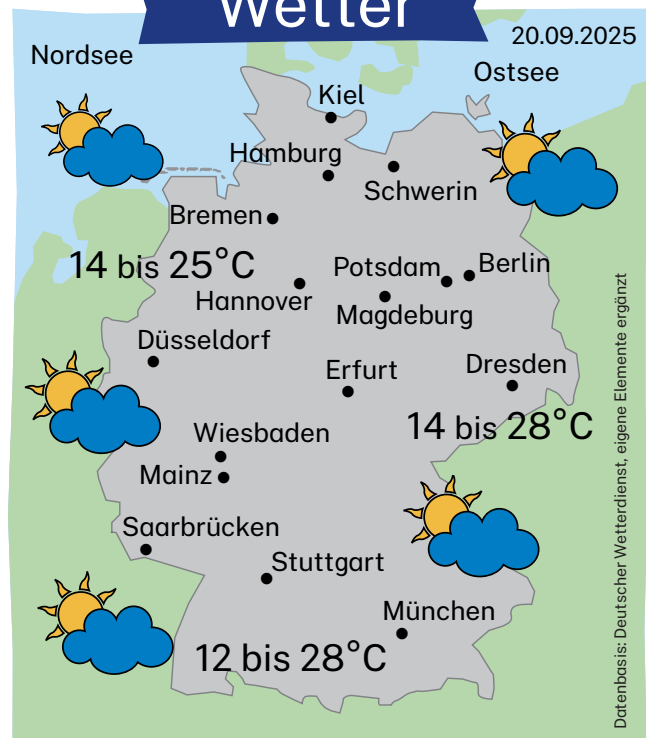 Wetter
20.09.2025
Nordsee
Ostsee
Kiel
Hamburg
Schwerin
Bremen
14 bis 25°C
Potsdam
Berlin
Hannover
Magdeburg
Düsseldorf
Erfurt
Dresden
14 bis 28°C
Wiesbaden
Mainz
Saarbrücken
Stuttgart
München
12 bis 28°C
Datenbasis: Deutscher Wetterdienst, eigene Elemente ergänzt